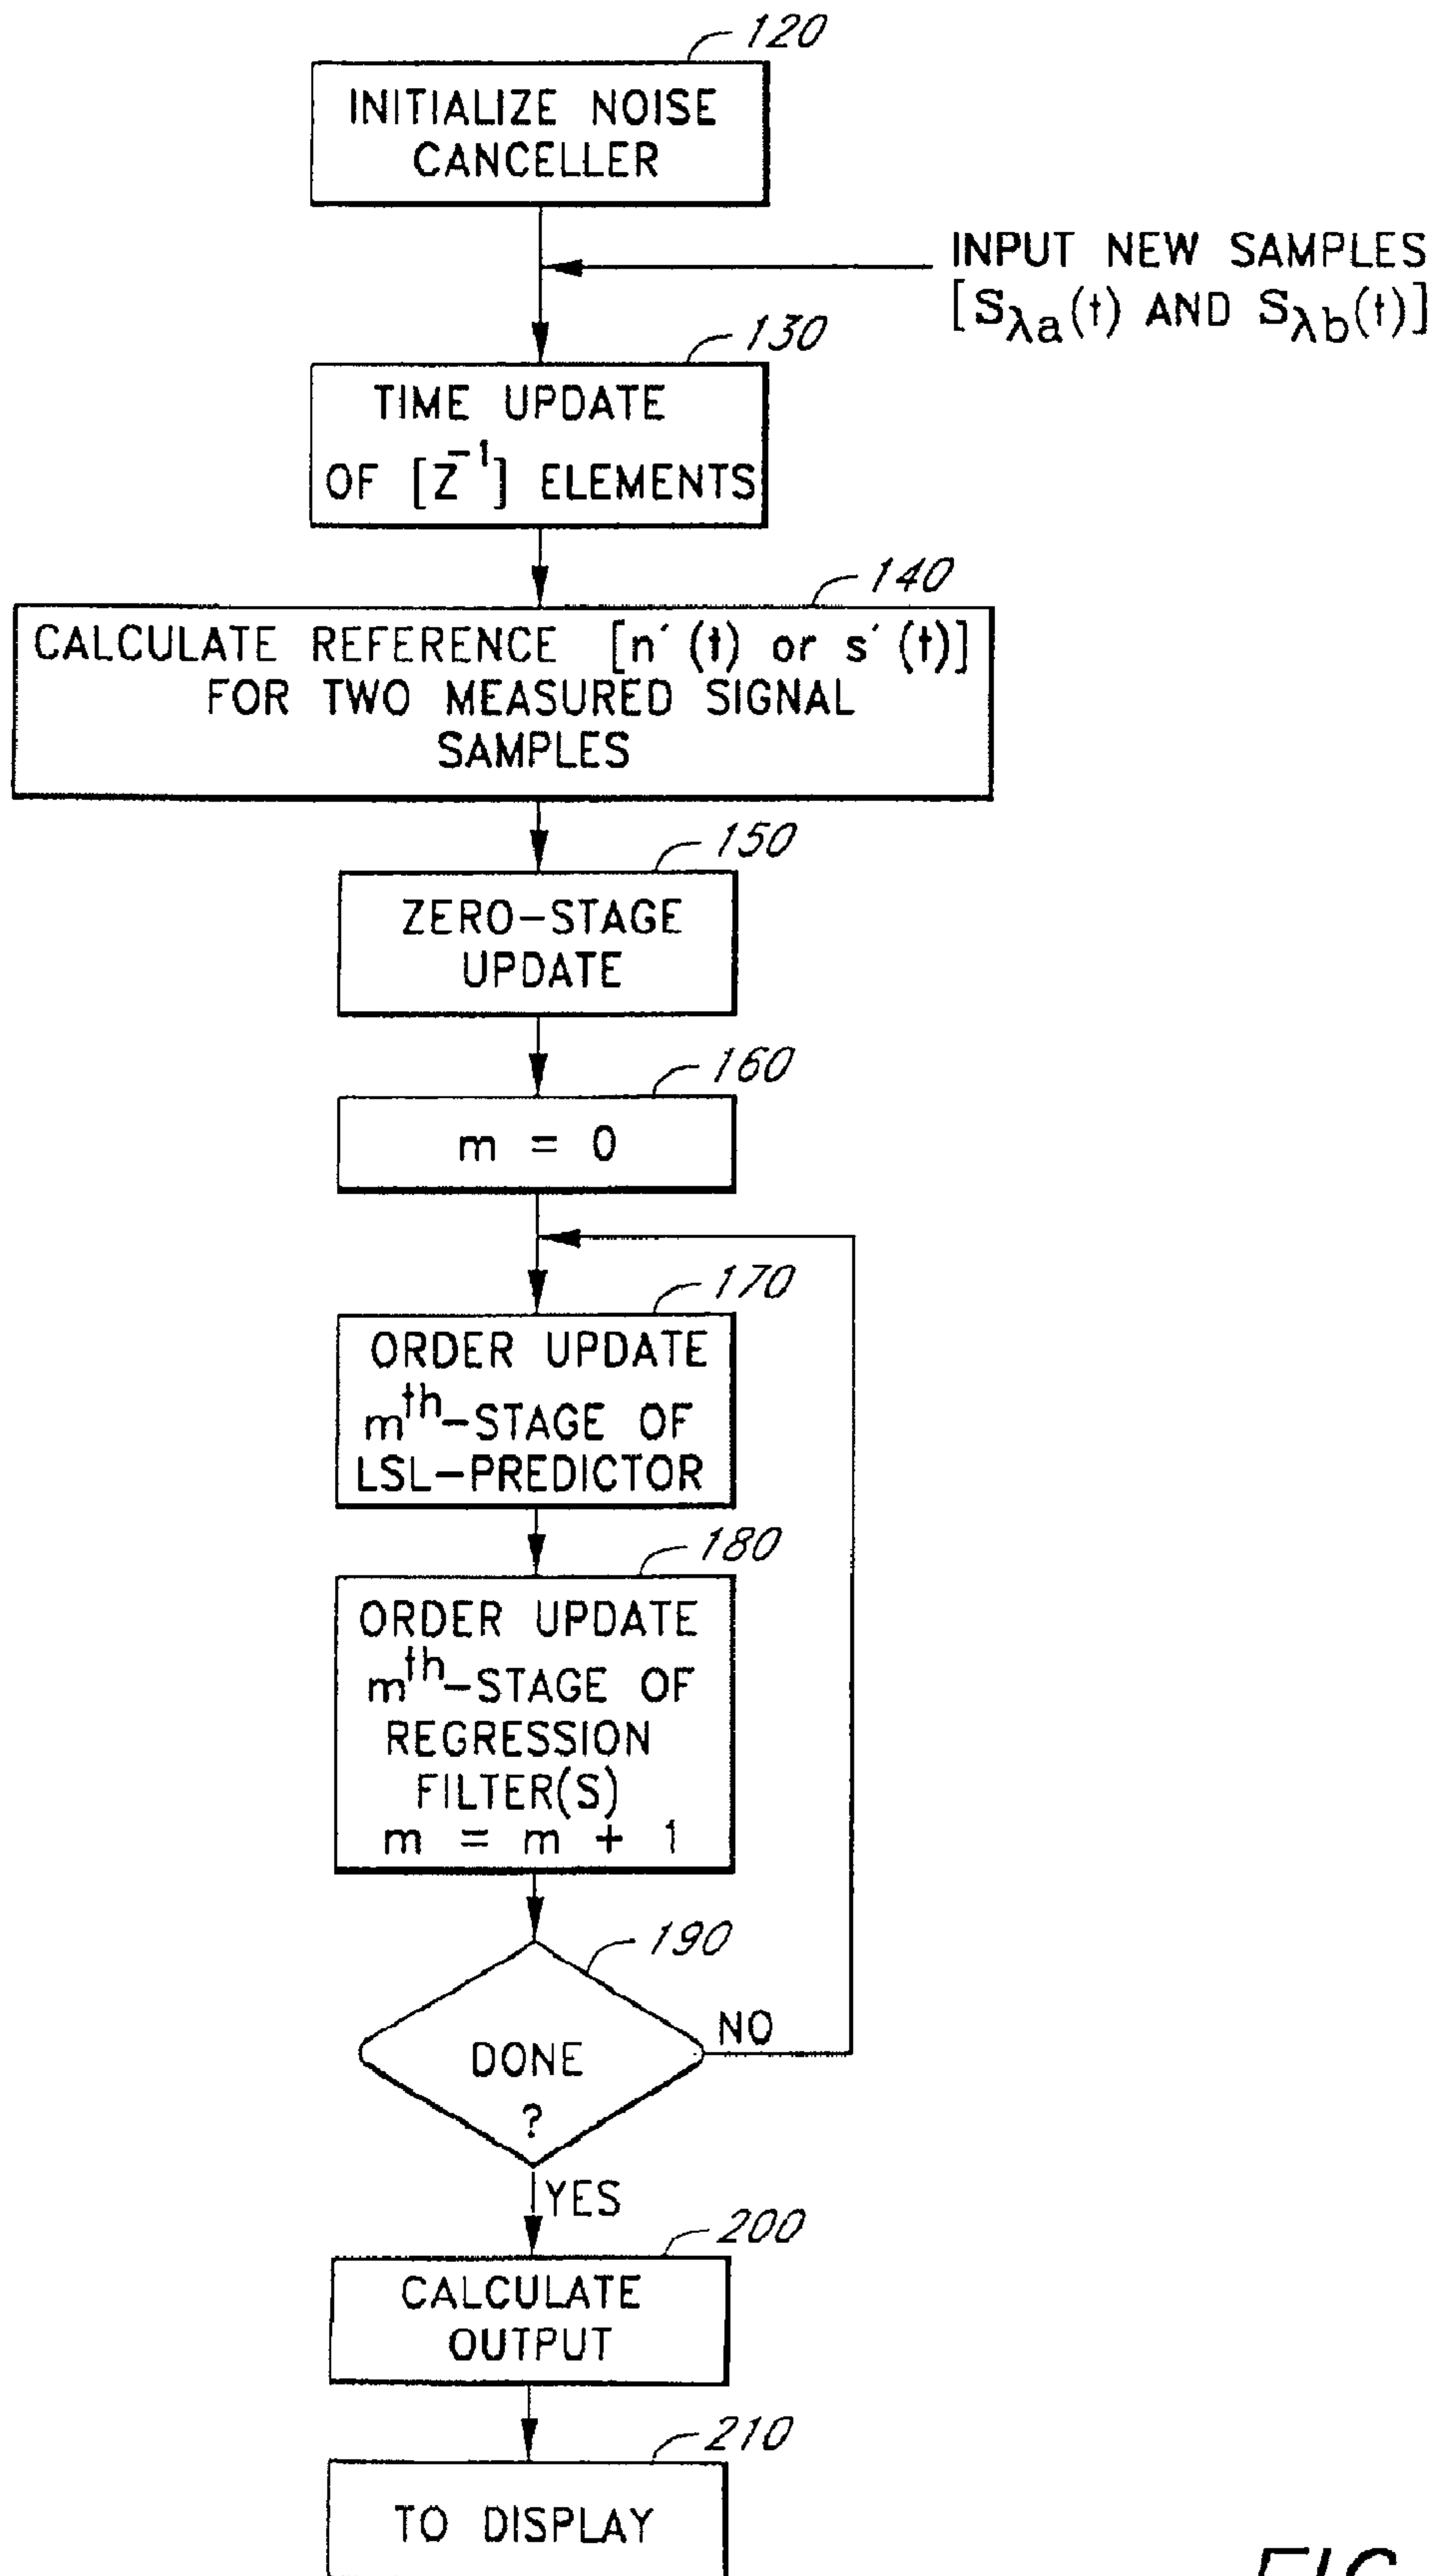 120
INITIALIZE NOISE
CANCELLER
INPUT NEW SAMPLES
[Sλa(t) AND Sλb(t)]
130
TIME UPDATE
OF [Z⁻¹] ELEMENTS
140
CALCULATE REFERENCE [n′(t) or s′(t)]
FOR TWO MEASURED SIGNAL
SAMPLES
150
ZERO-STAGE
UPDATE
160
m = 0
170
ORDER UPDATE
mᵗʰ-STAGE OF
LSL-PREDICTOR
180
ORDER UPDATE
mᵗʰ-STAGE OF
REGRESSION
FILTER(S)
m = m + 1
190
NO
DONE
?
YES
200
CALCULATE
OUTPUT
210
TO DISPLAY
FIG